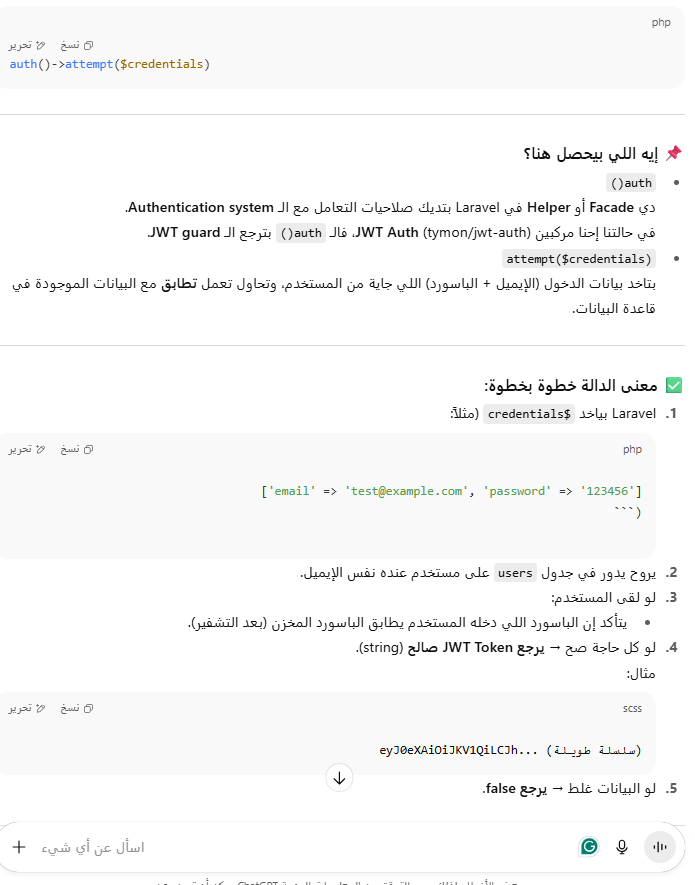 php
نسخ تحرير
auth()->attempt($credentials)
📌 إيه اللي بيحصل هنا؟
auth()
دي Facade أو Helper في Laravel بتديك صلاحيات التعامل مع الـ Authentication system.
في حالتنا إحنا مركبين JWT Auth (tymon/jwt-auth)، فالـ auth() بترجع الـ JWT guard.
attempt($credentials)
بتاخد بيانات الدخول (الإيميل + الباسورد) اللي جاية من المستخدم، وتحاول تعمل تطابق مع البيانات الموجودة في
قاعدة البيانات.
✅ معنى الدالة خطوة بخطوة:
1. Laravel بياخد $credentials (مثلاً:
php
نسخ تحرير
['email' => 'test@example.com', 'password' => '123456']
```)
2. يروح يدور في جدول users على مستخدم عنده نفس الإيميل.
3. لو لقى المستخدم:
يتأكد إن الباسورد اللي دخله المستخدم يطابق الباسورد المخزن (بعد التشفير).
4. لو كل حاجة صح → يرجع JWT Token صالح (string).
مثال:
scss
نسخ تحرير
eyJ0eXAiOiJKV1QiLCJh... (سلسلة طويلة)
5. لو البيانات غلط → يرجع false.
اسأل عن أي شيء